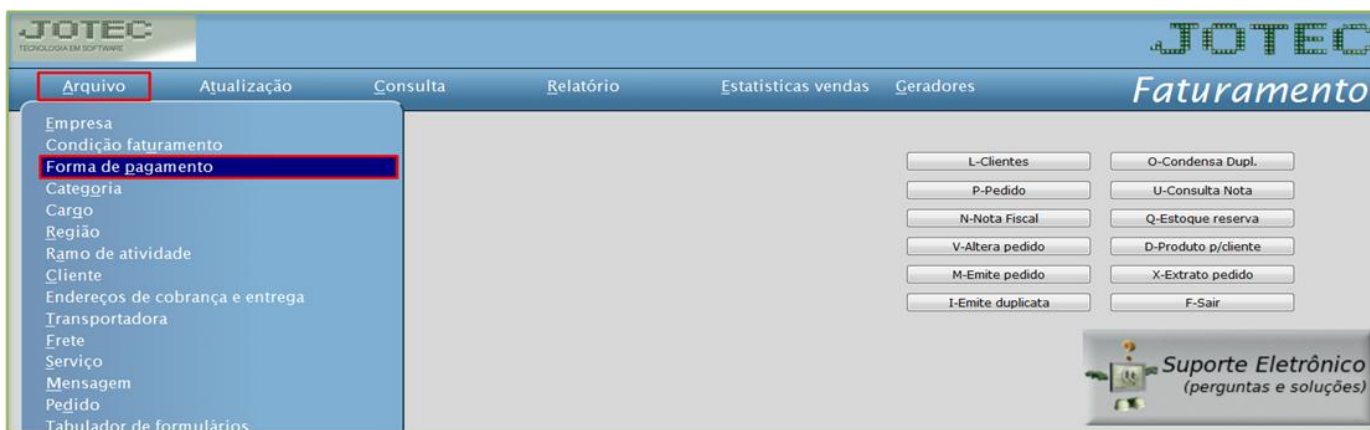 JOTEC
TECNOLOGIA EM SOFTWARE
JOTEC
Arquivo Atualização Consulta Relatório Estatisticas vendas Geradores Faturamento
Empresa
Condição faturamento
Forma de pagamento
Categoria
Cargo
Região
Ramo de atividade
Cliente
Endereços de cobrança e entrega
Transportadora
Frete
Serviço
Mensagem
Pedido
Tabulador de formulários
L-Clientes O-Condensa Dupl.
P-Pedido U-Consulta Nota
N-Nota Fiscal Q-Estoque reserva
V-Altera pedido D-Produto p/cliente
M-Emite pedido X-Extrato pedido
I-Emite duplicata F-Sair
Suporte Eletrônico
(perguntas e soluções)